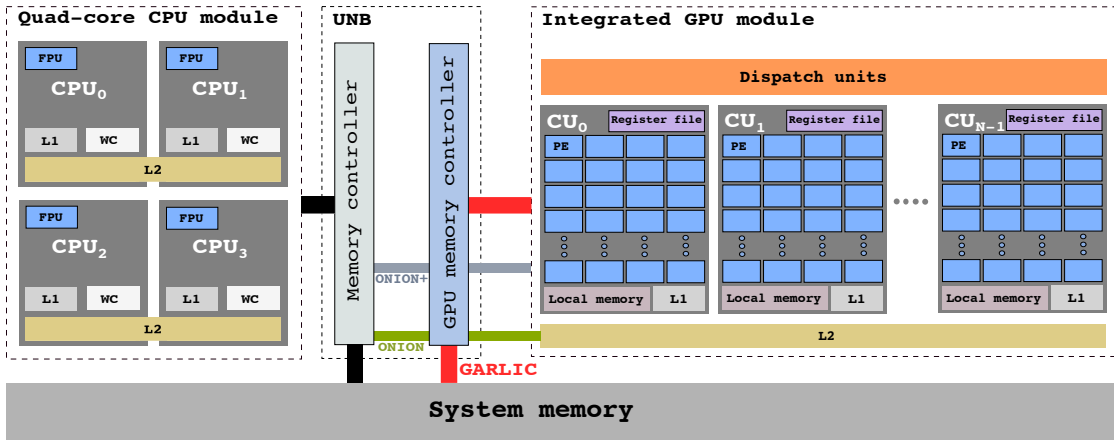 Quad-core CPU module
FPU
CPU0
L1
WC
FPU
CPU1
L1
WC
L2
FPU
CPU2
L1
WC
FPU
CPU3
L1
WC
L2
UNB
Memory controller
GPU memory controller
ONION+
ONION
GARLIC
Integrated GPU module
Dispatch units
CU0
Register file
PE
Local memory
L1
CU1
Register file
PE
Local memory
L1
CUN-1
Register file
PE
Local memory
L1
L2
System memory